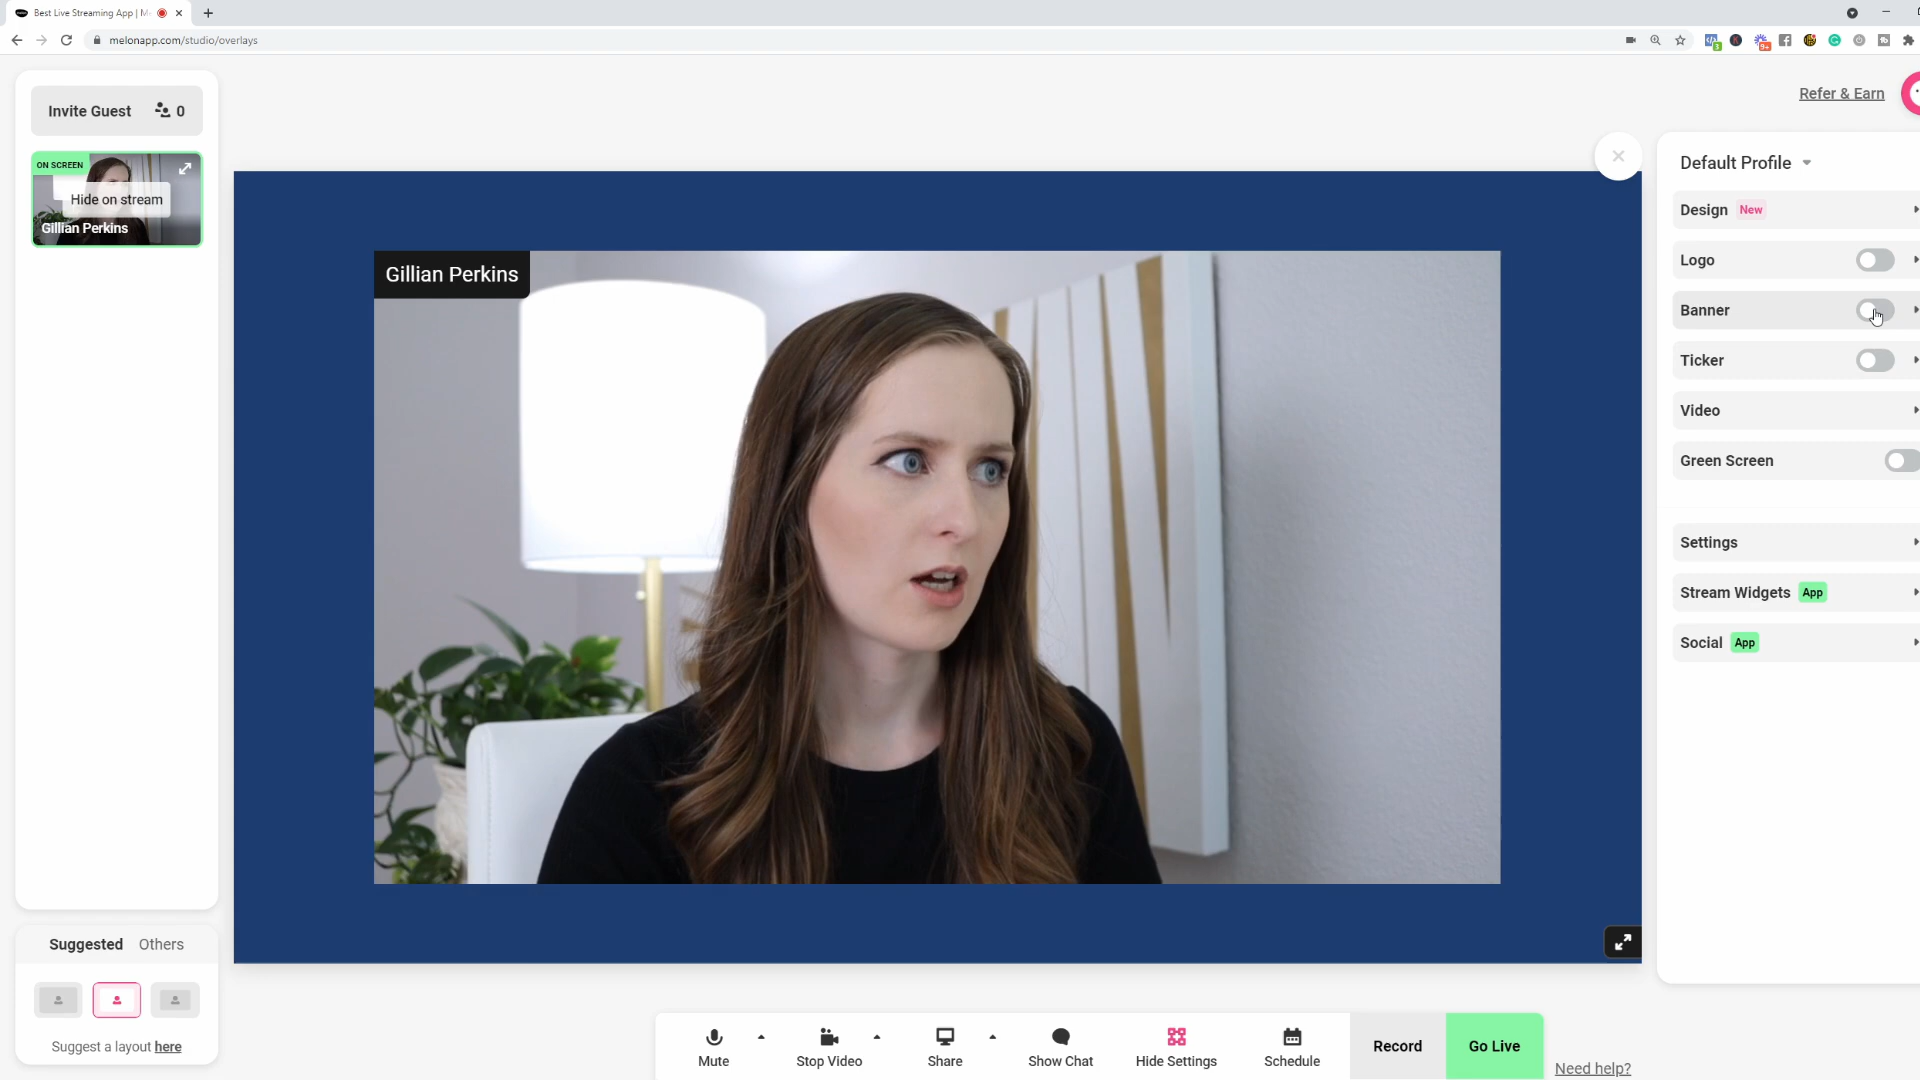 Best Live Streaming App | M
melonapp.com/studio/overlays
3
9+
Invite Guest 0
Refer & Earn
ON SCREEN
Hide on stream
Gillian Perkins
Gillian Perkins
Default Profile
Design New
Logo
Banner
Ticker
Video
Green Screen
Settings
Stream Widgets App
Social App
Suggested Others
Suggest a layout here
Mute
Stop Video
Share
Show Chat
Hide Settings
Schedule
Record
Go Live
Need help?